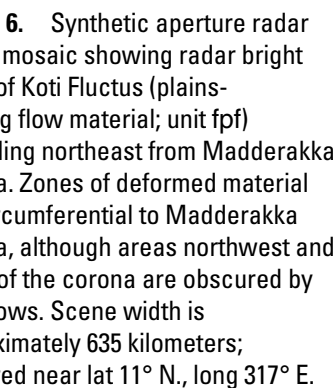 6. Synthetic aperture radar
mosaic showing radar bright
of Koti Fluctus (plains-
g flow material; unit fpf)
ding northeast from Madderakka
a. Zones of deformed material
cumferential to Madderakka
a, although areas northwest and
of the corona are obscured by
ows. Scene width is
ximately 635 kilometers;
red near lat 11° N., long 317° E.